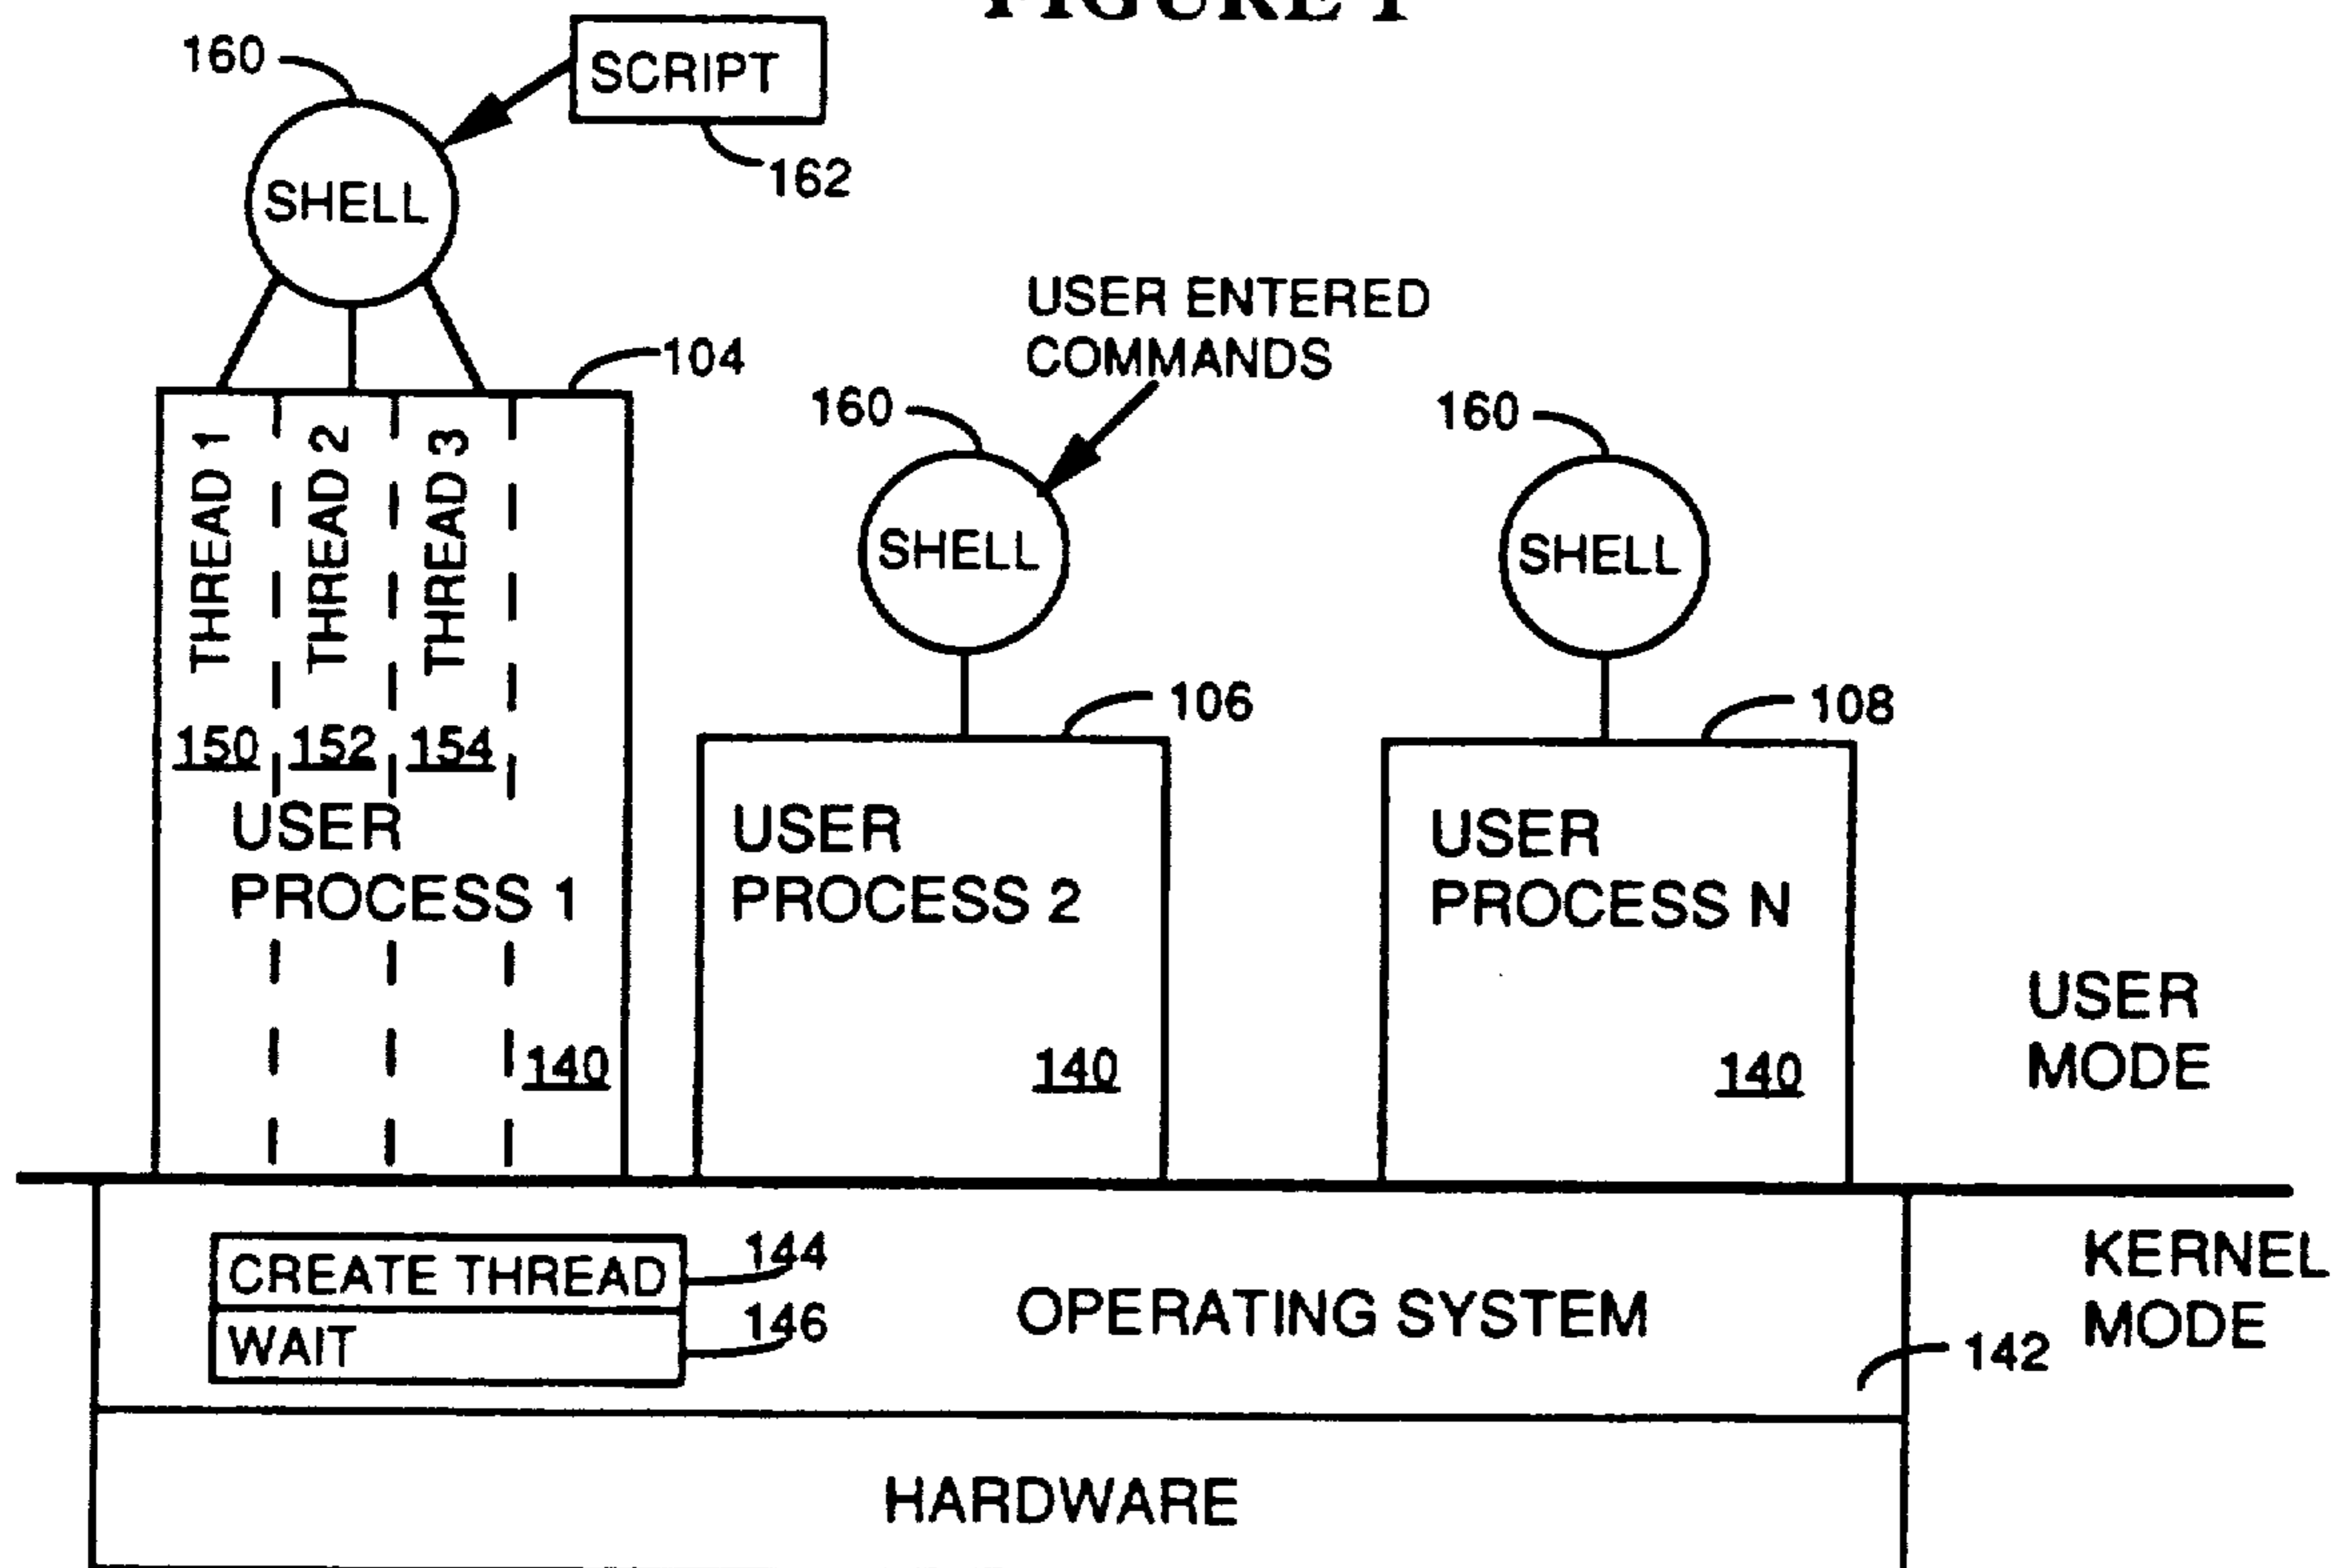 FIGURE 1
160
SCRIPT
162
SHELL
USER ENTERED
COMMANDS
104
160
160
THREAD 1
THREAD 2
THREAD 3
SHELL
SHELL
106
108
150
152
154
USER
PROCESS 1
USER
PROCESS 2
USER
PROCESS N
USER
MODE
140
140
140
CREATE THREAD
144
WAIT
146
OPERATING SYSTEM
KERNEL
MODE
142
HARDWARE